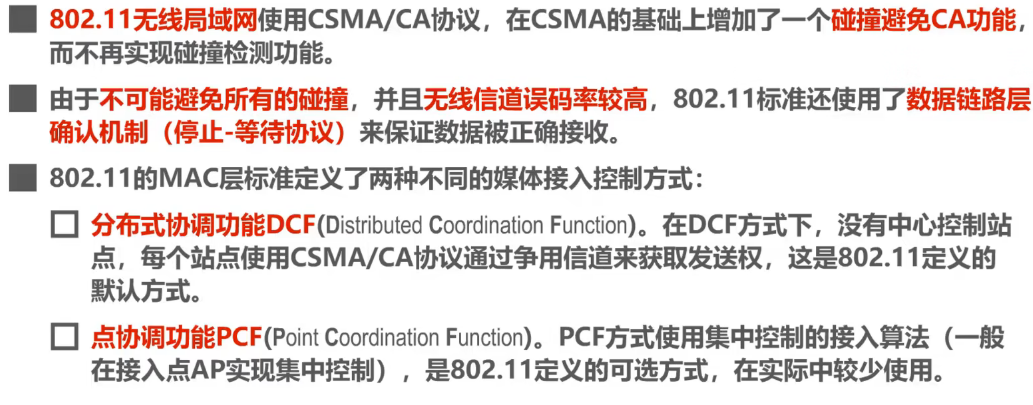 802.11无线局域网使用CSMA/CA协议，在CSMA的基础上增加了一个碰撞避免CA功能，
而不再实现碰撞检测功能。
由于不可能避免所有的碰撞，并且无线信道误码率较高，802.11标准还使用了数据链路层
确认机制（停止-等待协议）来保证数据被正确接收。
802.11的MAC层标准定义了两种不同的媒体接入控制方式：
分布式协调功能DCF(Distributed Coordination Function)。在DCF方式下，没有中心控制站
点，每个站点使用CSMA/CA协议通过争用信道来获取发送权，这是802.11定义的
默认方式。
点协调功能PCF(Point Coordination Function)。PCF方式使用集中控制的接入算法（一般
在接入点AP实现集中控制），是802.11定义的可选方式，在实际中较少使用。